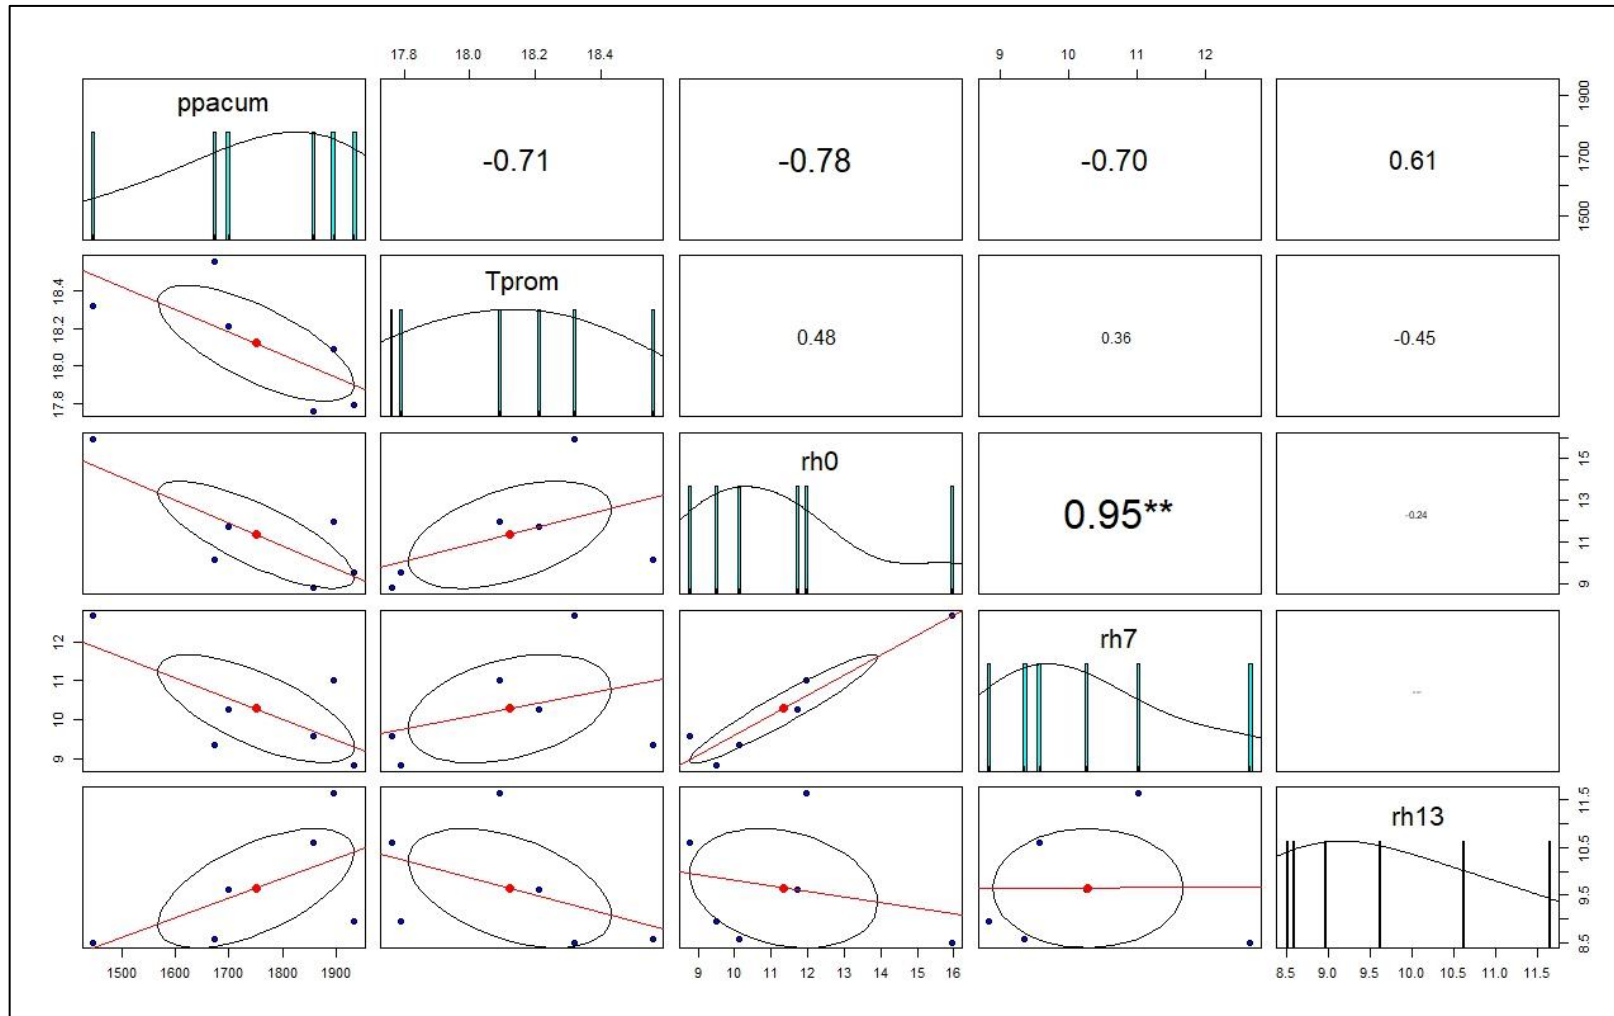 17.8 18.0 18.2 18.4 9 10 11 12
ppacum -0.71 -0.78 -0.70 0.61 1500 1700 1900
17.8 18.0 18.2 18.4 Tprom 0.48 0.36 -0.45
rh0 0.95** -0.24 9 11 13 15
9 10 11 12 rh7
rh13 8.5 9.5 10.5 11.5
1500 1600 1700 1800 1900 9 10 11 12 13 14 15 16 8.5 9.0 9.5 10.0 10.5 11.0 11.5